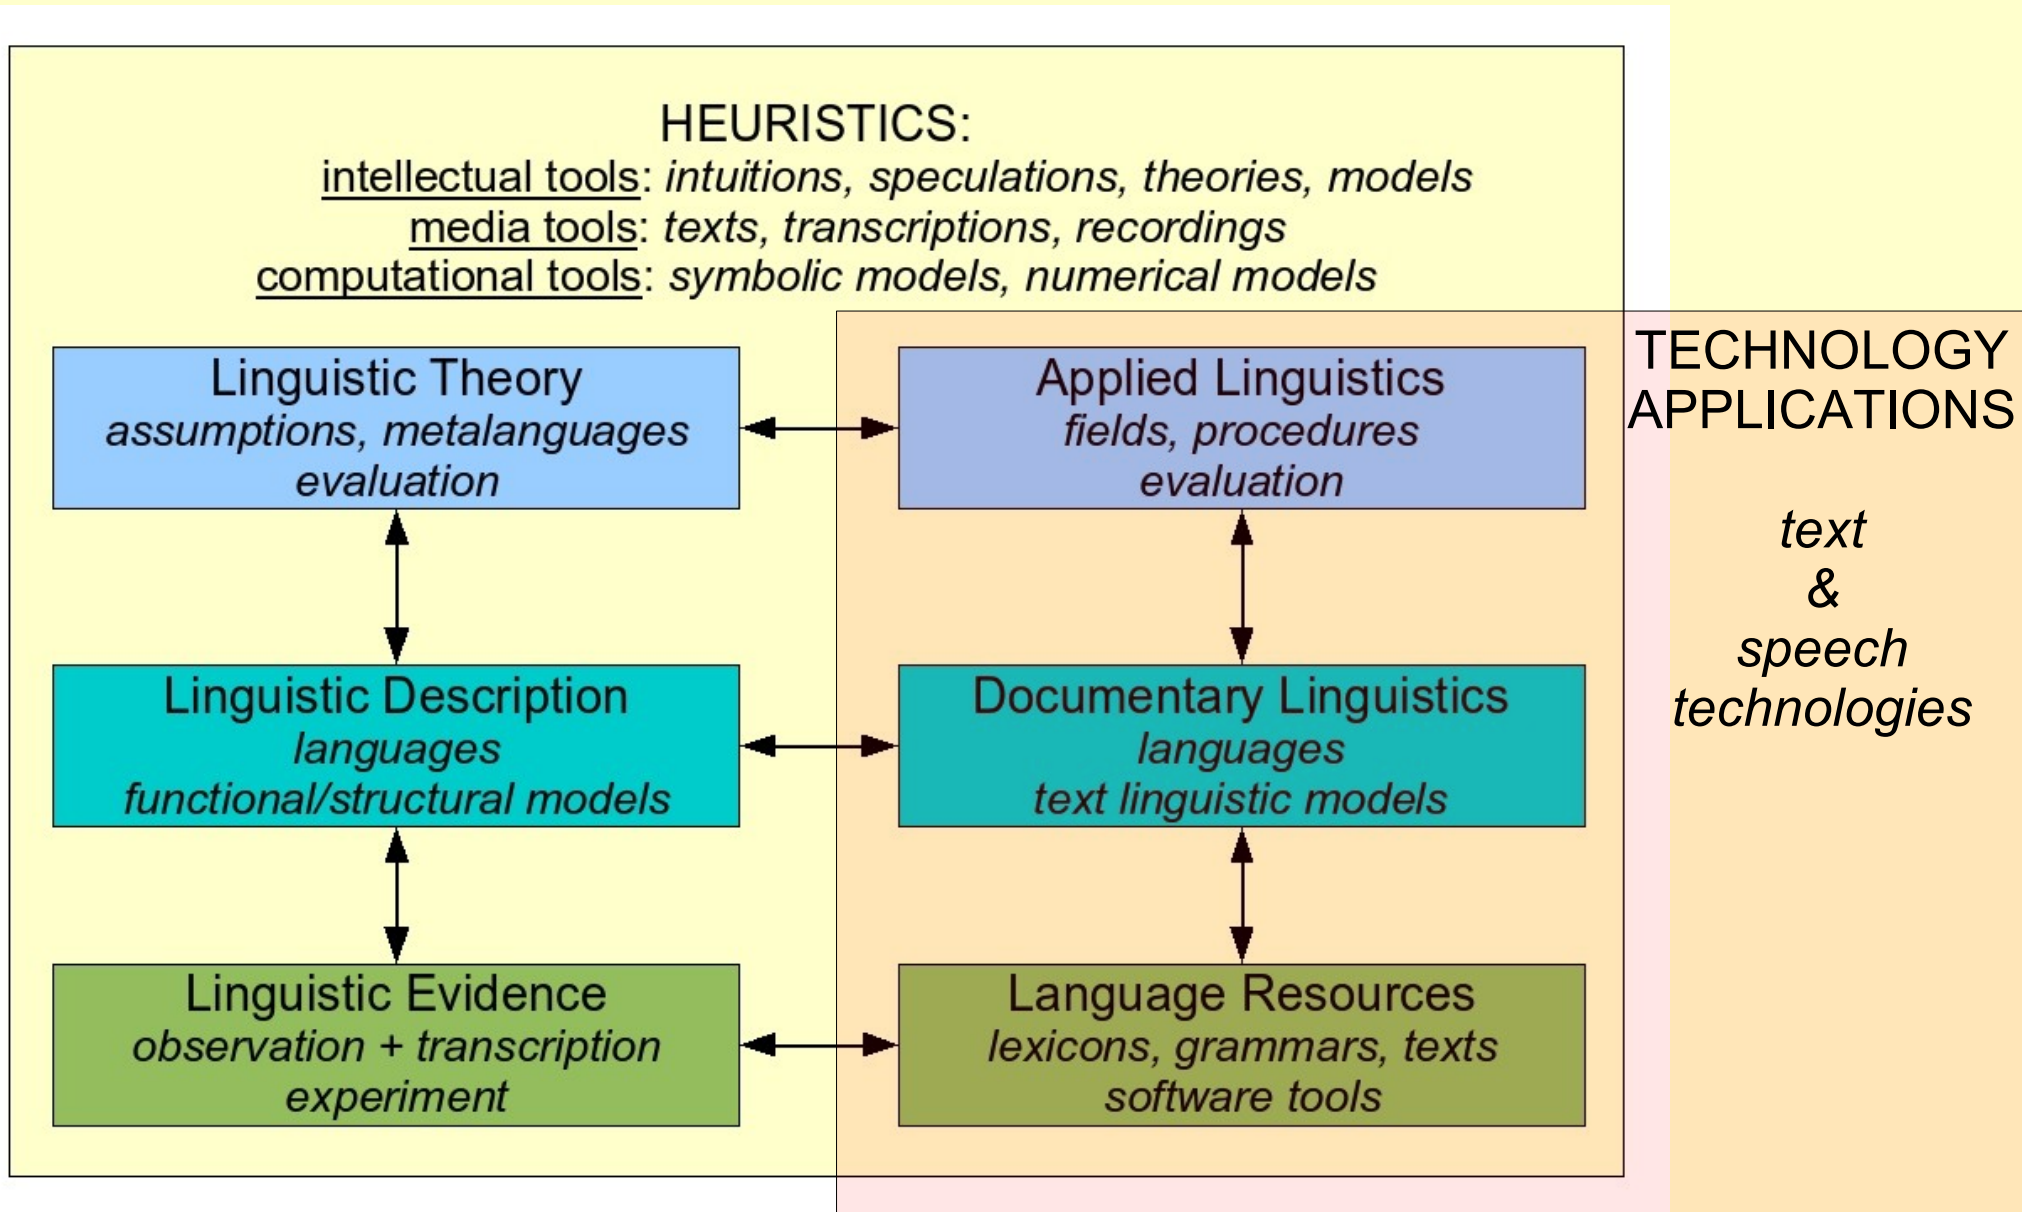 HEURISTICS:
intellectual tools: intuitions, speculations, theories, models
media tools: texts, transcriptions, recordings
computational tools: symbolic models, numerical models
Linguistic Theory
assumptions, metalanguages
evaluation
Applied Linguistics
fields, procedures
evaluation
TECHNOLOGY
APPLICATIONS
text
&
speech
technologies
Linguistic Description
languages
functional/structural models
Documentary Linguistics
languages
text linguistic models
Linguistic Evidence
observation + transcription
experiment
Language Resources
lexicons, grammars, texts
software tools